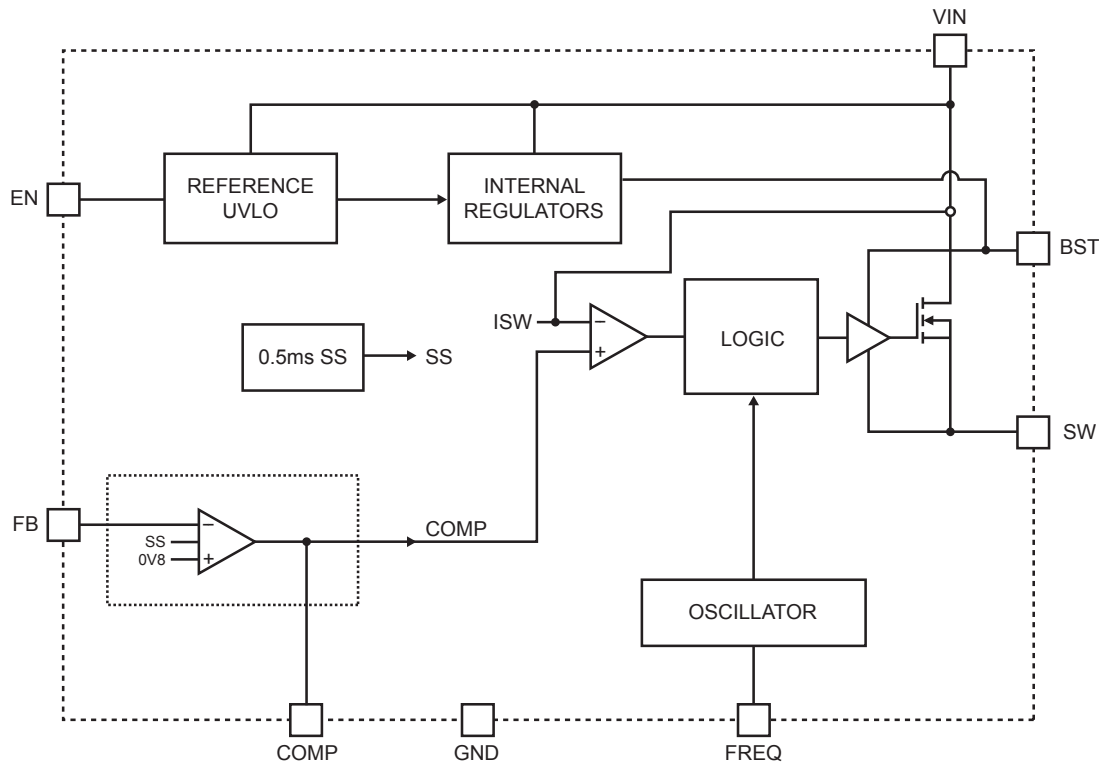 VIN
REFERENCE
UVLO
INTERNAL
REGULATORS
EN
BST
ISW
−
+
LOGIC
0.5ms SS
SS
SW
FB
−
SS
0V8
+
COMP
OSCILLATOR
COMP
GND
FREQ